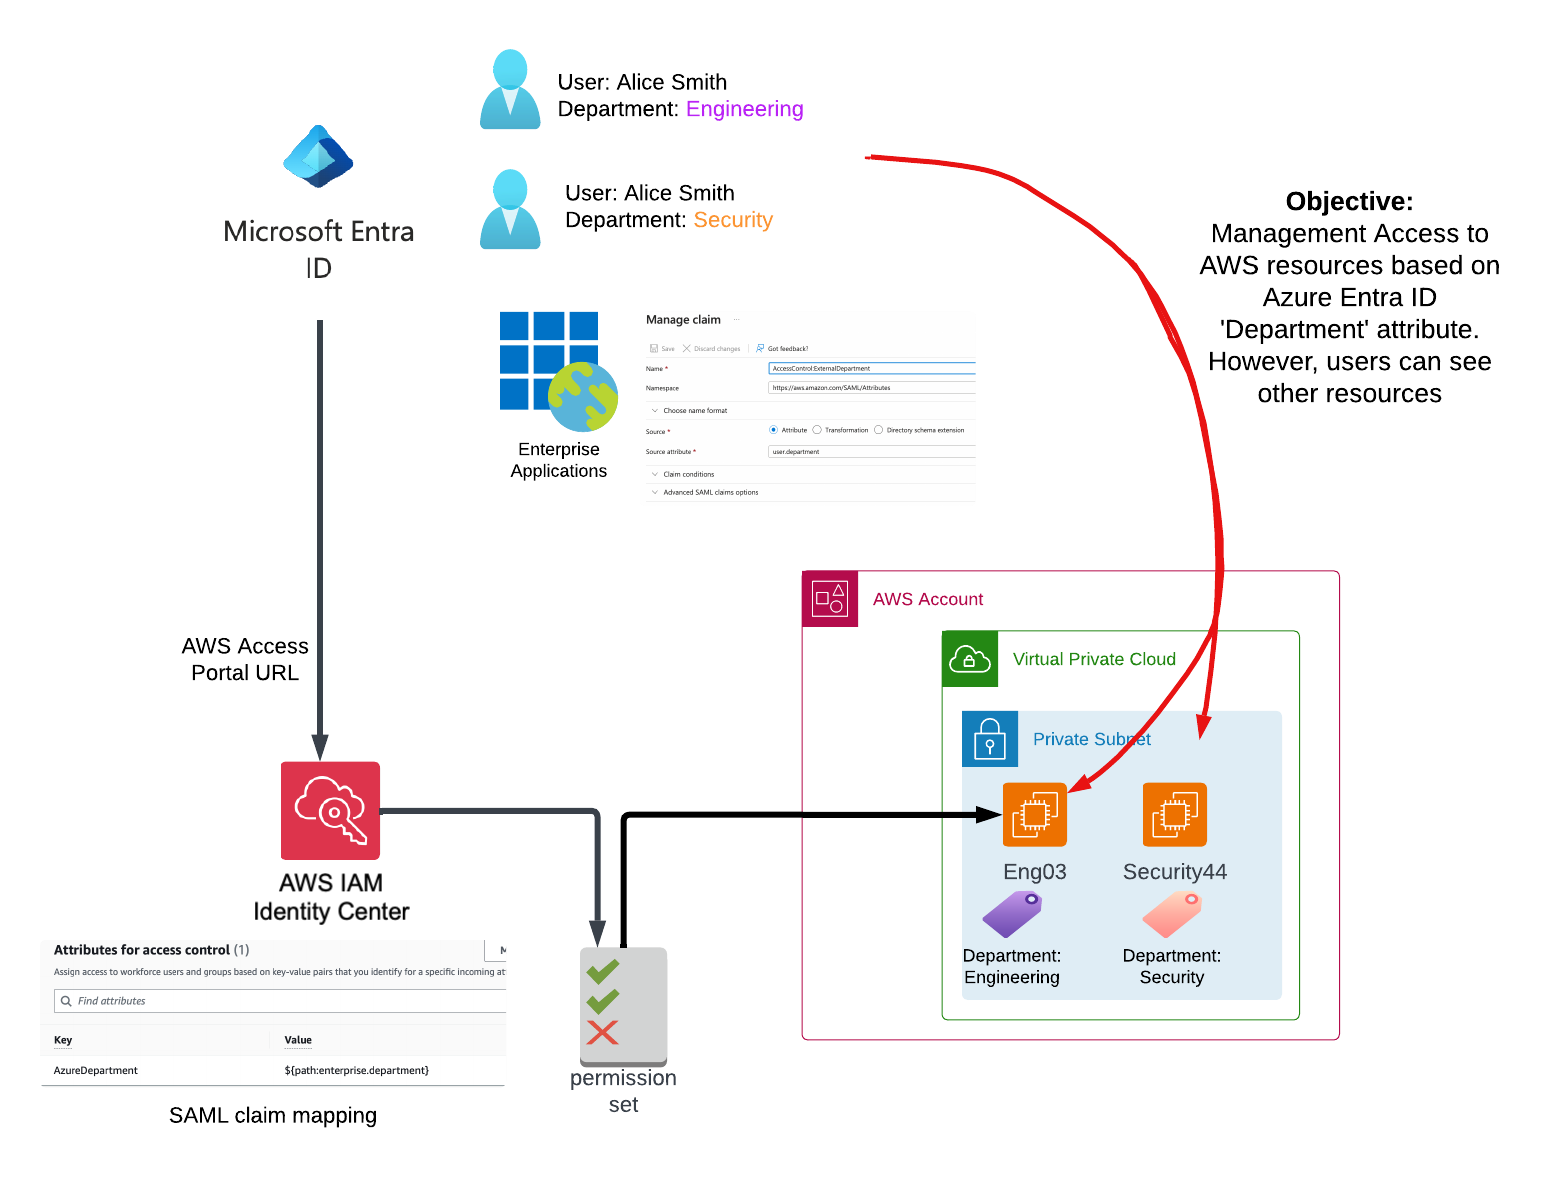 User: Alice Smith
Department: Engineering
User: Alice Smith
Department: Security
Microsoft Entra
ID
Objective:
Management Access to
AWS resources based on
Azure Entra ID
'Department' attribute.
However, users can see
other resources
Manage claim ...
Save Discard changes Got feedback?
Name * AccessControl:ExternalDepartment
Namespace https://aws.amazon.com/SAML/Attributes
Choose name format
Source * Attribute Transformation Directory schema extension
Source attribute * user.department
Claim conditions
Advanced SAML claims options
Enterprise
Applications
AWS Access
Portal URL
AWS Account
Virtual Private Cloud
Private Subnet
Eng03
Security44
Department:
Engineering
Department:
Security
AWS IAM
Identity Center
Attributes for access control (1)
M
Assign access to workforce users and groups based on key-value pairs that you identify for a specific incoming at
Find attributes
Key Value
AzureDepartment ${path:enterprise.department}
SAML claim mapping
permission
set